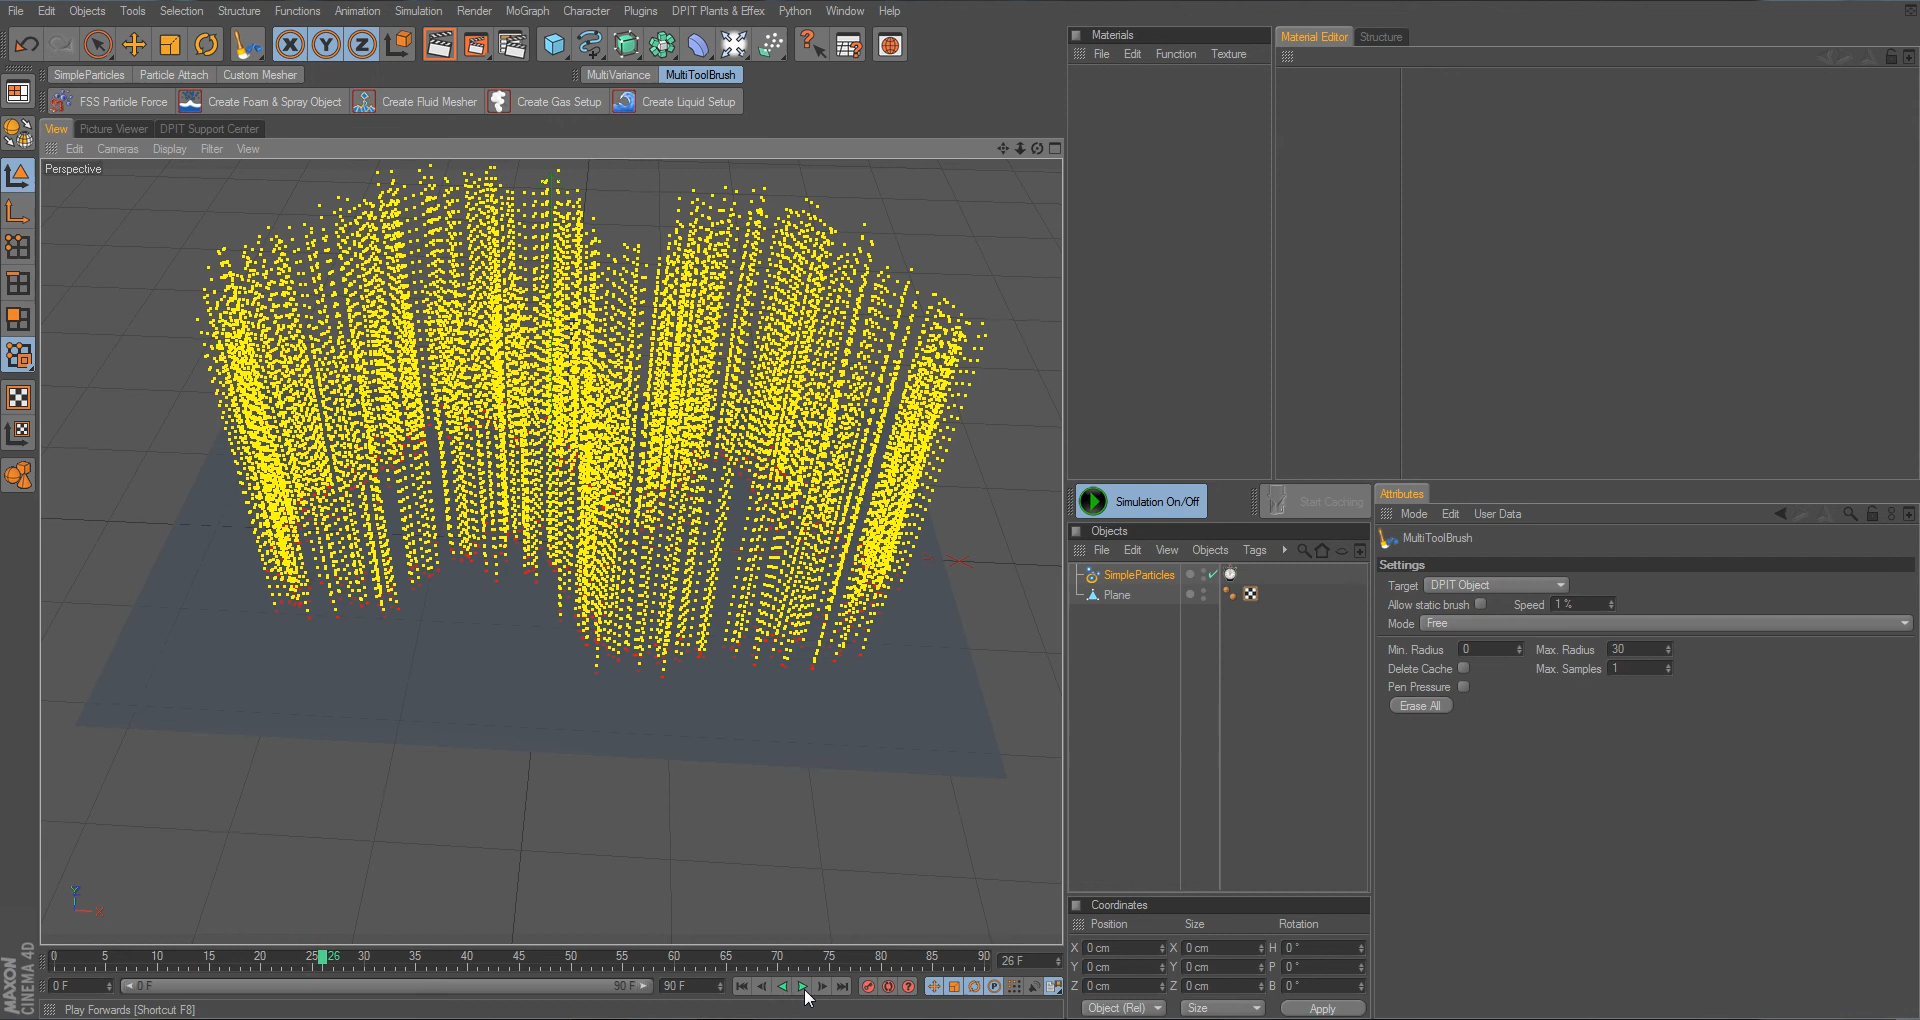 File Edit Objects Tools Selection Structure Functions Animation Simulation Render MoGraph Character Plugins DPIT Plants & Effex Python Window Help
SimpleParticles Particle Attach Custom Mesher MultiVariance MultiToolBrush
FSS Particle Force Create Foam & Spray Object Create Fluid Mesher Create Gas Setup Create Liquid Setup
View Picture Viewer DPIT Support Center
Edit Cameras Display Filter View
Perspective
Materials
File Edit Function Texture
Material Editor Structure
Simulation On/Off Start Caching
Objects
File Edit View Objects Tags
SimpleParticles
Plane
Attributes
Mode Edit User Data
MultiToolBrush
Settings
Target DPIT Object
Allow static brush Speed 1 %
Mode Free
Min. Radius 0 Max. Radius 30
Delete Cache Max. Samples 1
Pen Pressure
Erase All
Coordinates
Position Size Rotation
X 0 cm X 0 cm H 0 °
Y 0 cm Y 0 cm P 0 °
Z 0 cm Z 0 cm B 0 °
Object (Rel) Size Apply
Y
X
0 5 10 15 20 25 26 30 35 40 45 50 55 60 65 70 75 80 85 90 26 F
0 F 0 F 90 F 90 F
Play Forwards [Shortcut F8]
MAXON
CINEMA 4D